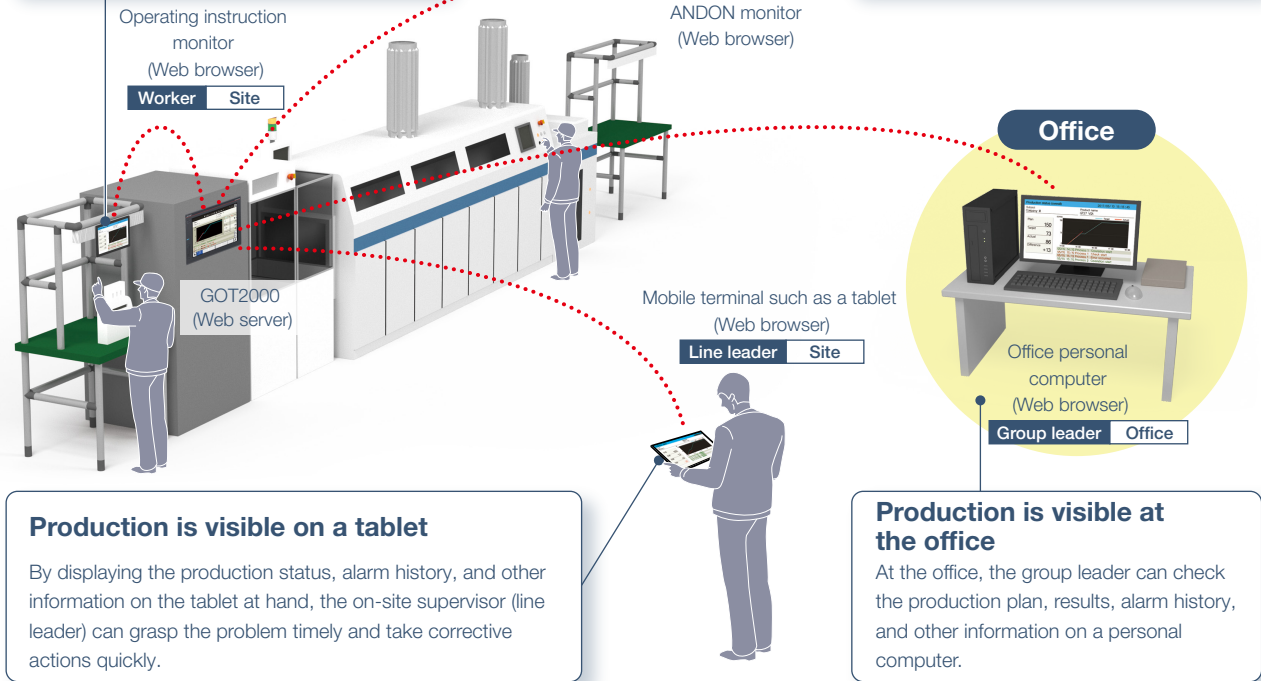 Operating instruction
monitor
(Web browser)
Worker Site
ANDON monitor
(Web browser)
GOT2000
(Web server)
Mobile terminal such as a tablet
(Web browser)
Line leader Site
Office
Office personal
computer
(Web browser)
Group leader Office
Production is visible on a tablet
By displaying the production status, alarm history, and other
information on the tablet at hand, the on-site supervisor (line
leader) can grasp the problem timely and take corrective
actions quickly.
Production is visible at
the office
At the office, the group leader can check
the production plan, results, alarm history,
and other information on a personal
computer.